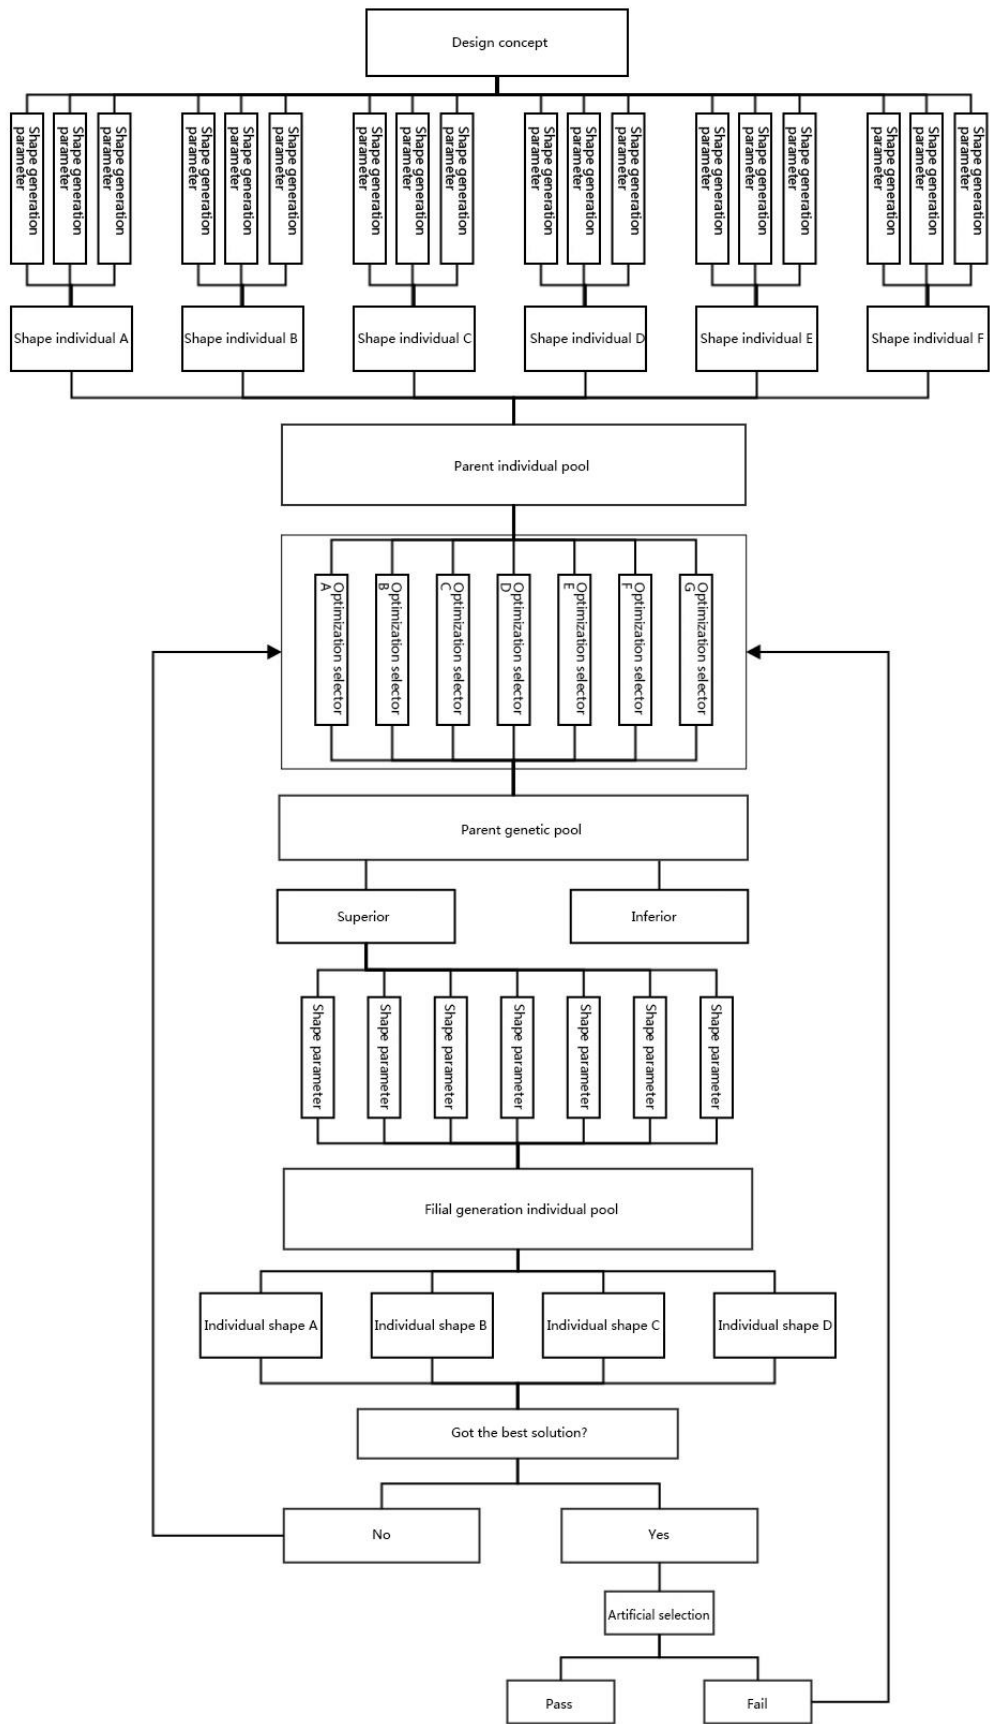 Design concept
Shape generation
parameter
Shape generation
parameter
Shape generation
parameter
Shape generation
parameter
Shape generation
parameter
Shape generation
parameter
Shape generation
parameter
Shape generation
parameter
Shape generation
parameter
Shape generation
parameter
Shape generation
parameter
Shape generation
parameter
Shape generation
parameter
Shape generation
parameter
Shape generation
parameter
Shape generation
parameter
Shape generation
parameter
Shape generation
parameter
Shape individual A
Shape individual B
Shape individual C
Shape individual D
Shape individual E
Shape individual F
Parent individual pool
Optimization selector
A
Optimization selector
B
Optimization selector
C
Optimization selector
D
Optimization selector
E
Optimization selector
F
Optimization selector
G
Parent genetic pool
Superior
Inferior
Shape parameter
Shape parameter
Shape parameter
Shape parameter
Shape parameter
Shape parameter
Shape parameter
Filial generation individual pool
Individual shape A
Individual shape B
Individual shape C
Individual shape D
Got the best solution?
No
Yes
Artificial selection
Pass
Fail